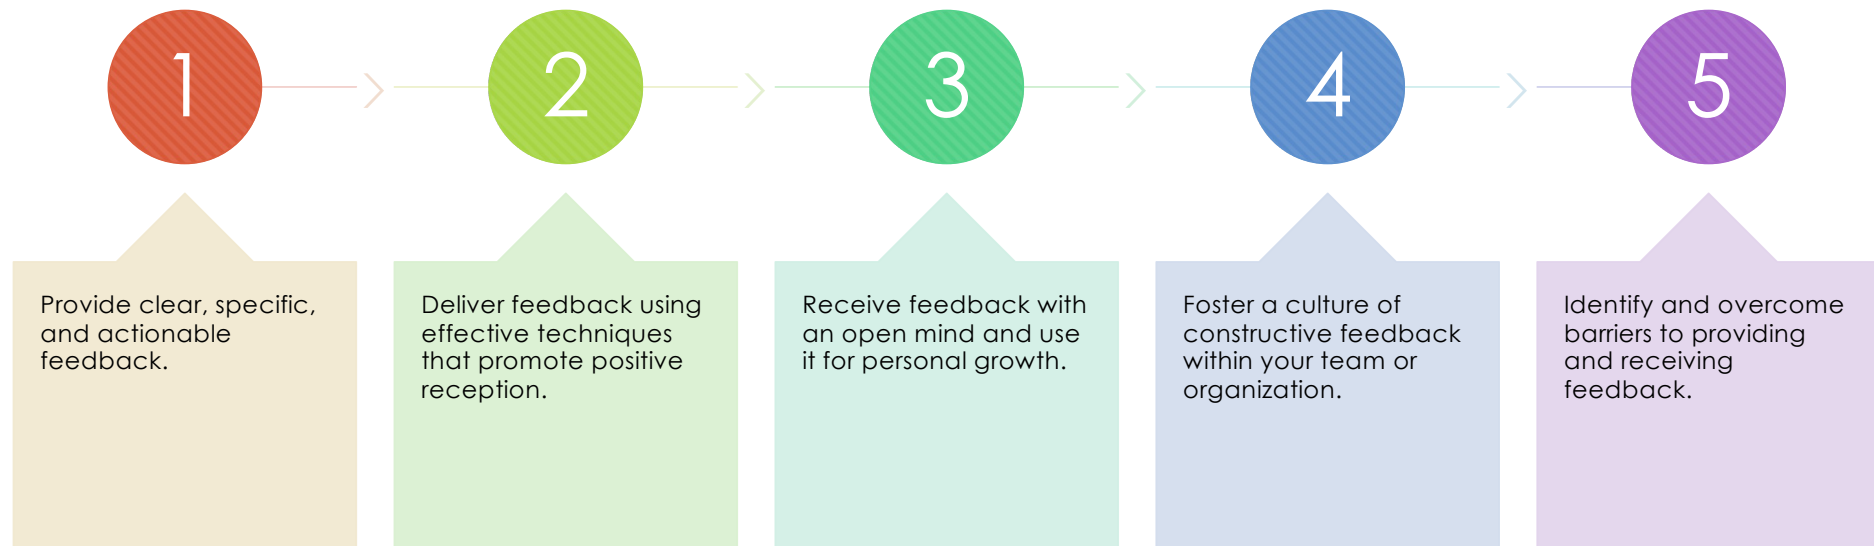 1
2
3
4
5
Provide clear, specific,
and actionable
feedback.
Deliver feedback using
effective techniques
that promote positive
reception.
Receive feedback with
an open mind and use
it for personal growth.
Foster a culture of
constructive feedback
within your team or
organization.
Identify and overcome
barriers to providing
and receiving
feedback.